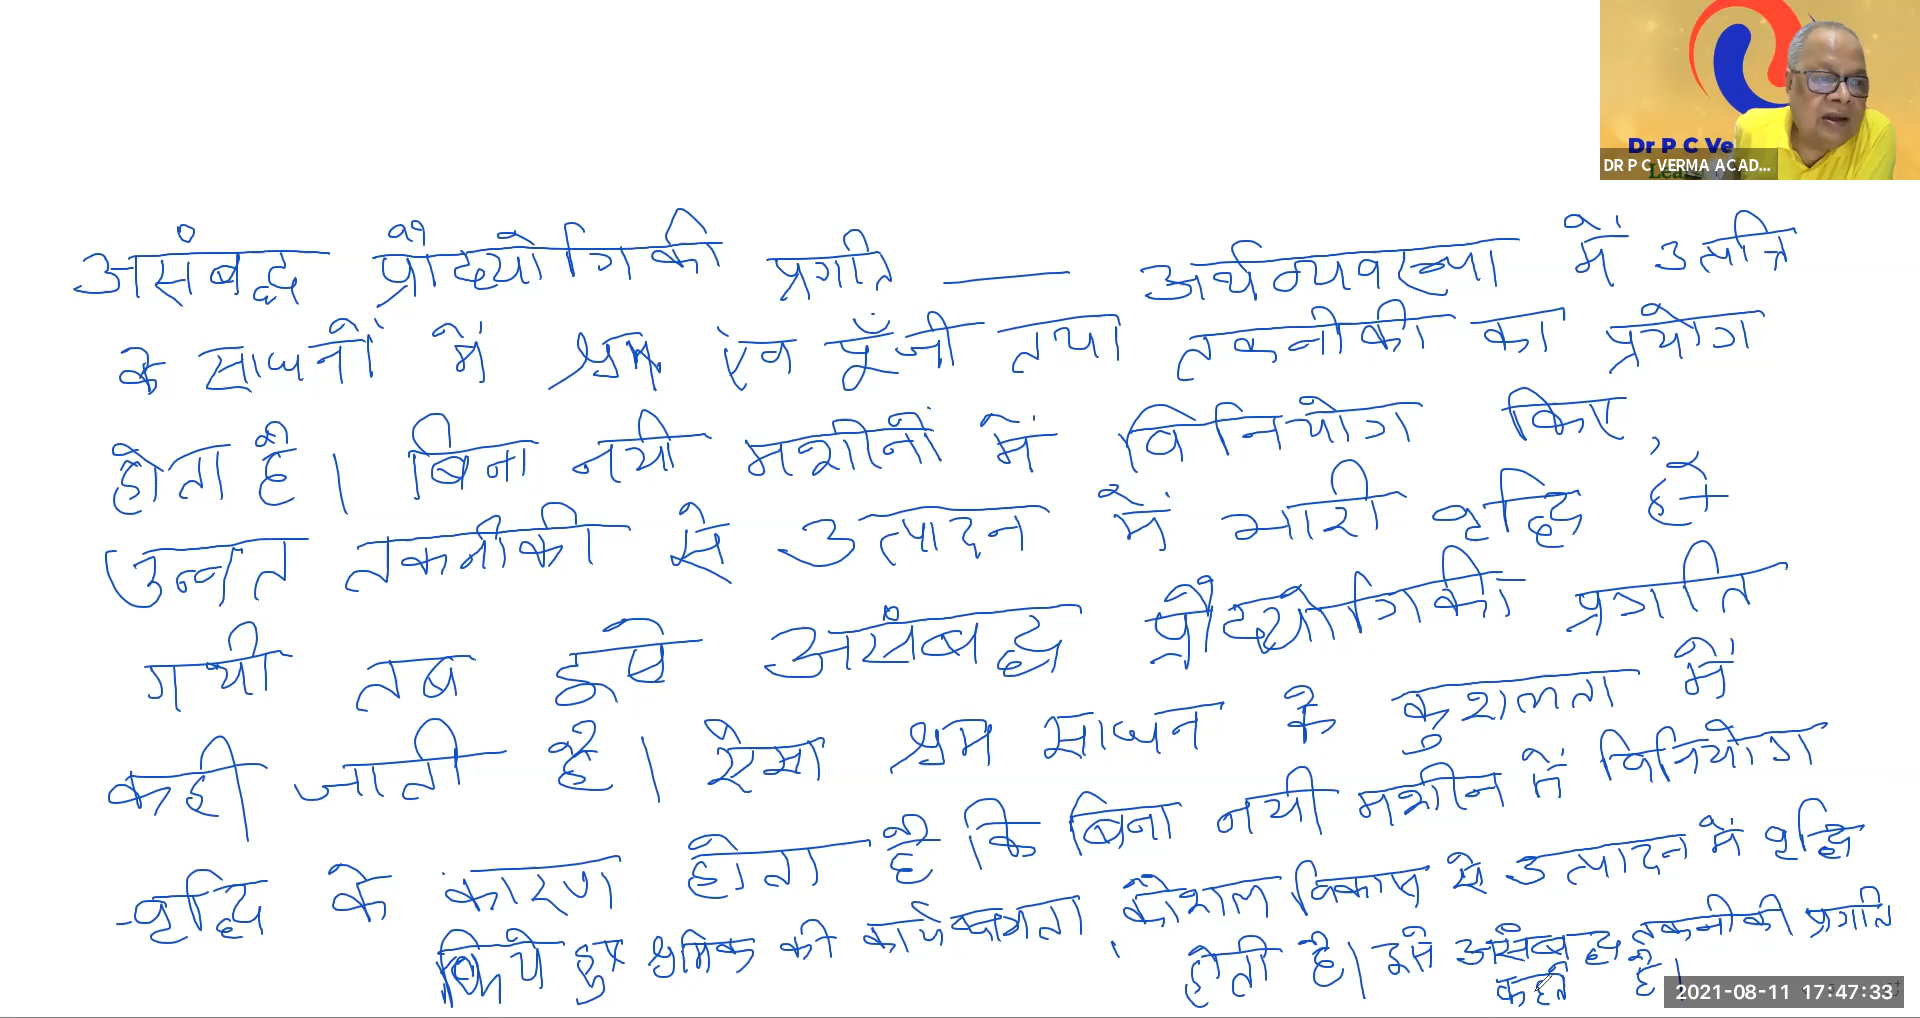 Dr P C Ve
DR P C VERMA ACAD...
असंबद्ध प्रौद्योगिकी प्रगति — अर्थव्यवस्था में उत्पत्ति
के साधनों में श्रम एंव पूँजी तथा तकनीकी का प्रयोग
होता है। बिना नयी मशीनों में विनियोग किए,
उन्नत तकनीकी से उत्पादन में भारी वृद्धि हो
गयी तब इसे असंबद्ध प्रौद्योगिकी प्रगति
कही जाती है। ऐसा श्रम साधन के कुशलता में
वृद्धि के कारण होता है कि बिना नयी मशीन में विनियोग
किये हुए श्रमिक की कार्यक्षमता, कौशल विकास से उत्पादन में वृद्धि
होती है। इसे असंबद्ध तकनीकी प्रगति
कहते है।
2021-08-11 17:47:33